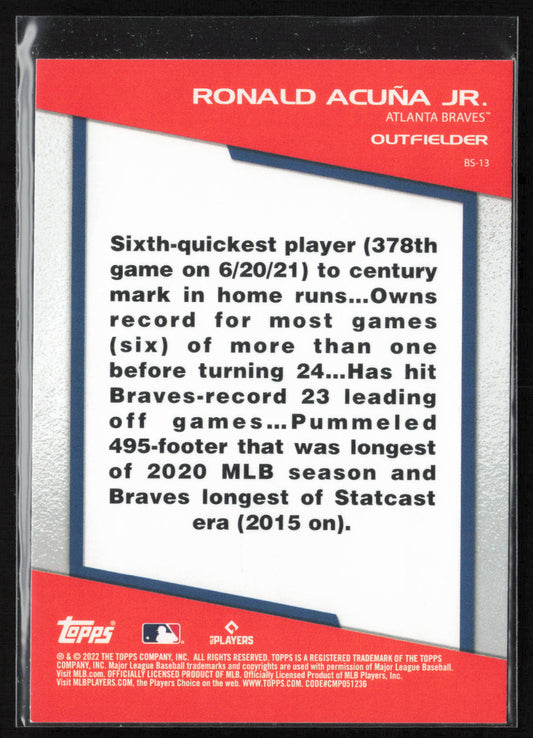 RONALD ACUÑA JR.
ATLANTA BRAVES™
OUTFIELDER
BS-13
Sixth-quickest player (378th
game on 6/20/21) to century
mark in home runs...Owns
record for most games
(six) of more than one
before turning 24...Has hit
Braves-record 23 leading
off games...Pummeled
495-footer that was longest
of 2020 MLB season and
Braves longest of Statcast
era (2015 on).
topps
MLB PLAYERS
® & © 2022 THE TOPPS COMPANY, INC. ALL RIGHTS RESERVED. TOPPS IS A REGISTERED TRADEMARK OF THE TOPPS
COMPANY, INC. Major League Baseball trademarks and copyrights are used with permission of Major League Baseball.
Visit MLB.com. OFFICIALLY LICENSED PRODUCT OF MLB. Officially Licensed Product of MLB Players, Inc.
Visit MLBPLAYERS.com, the Players Choice on the web. WWW.TOPPS.COM. CODE#CMP051236